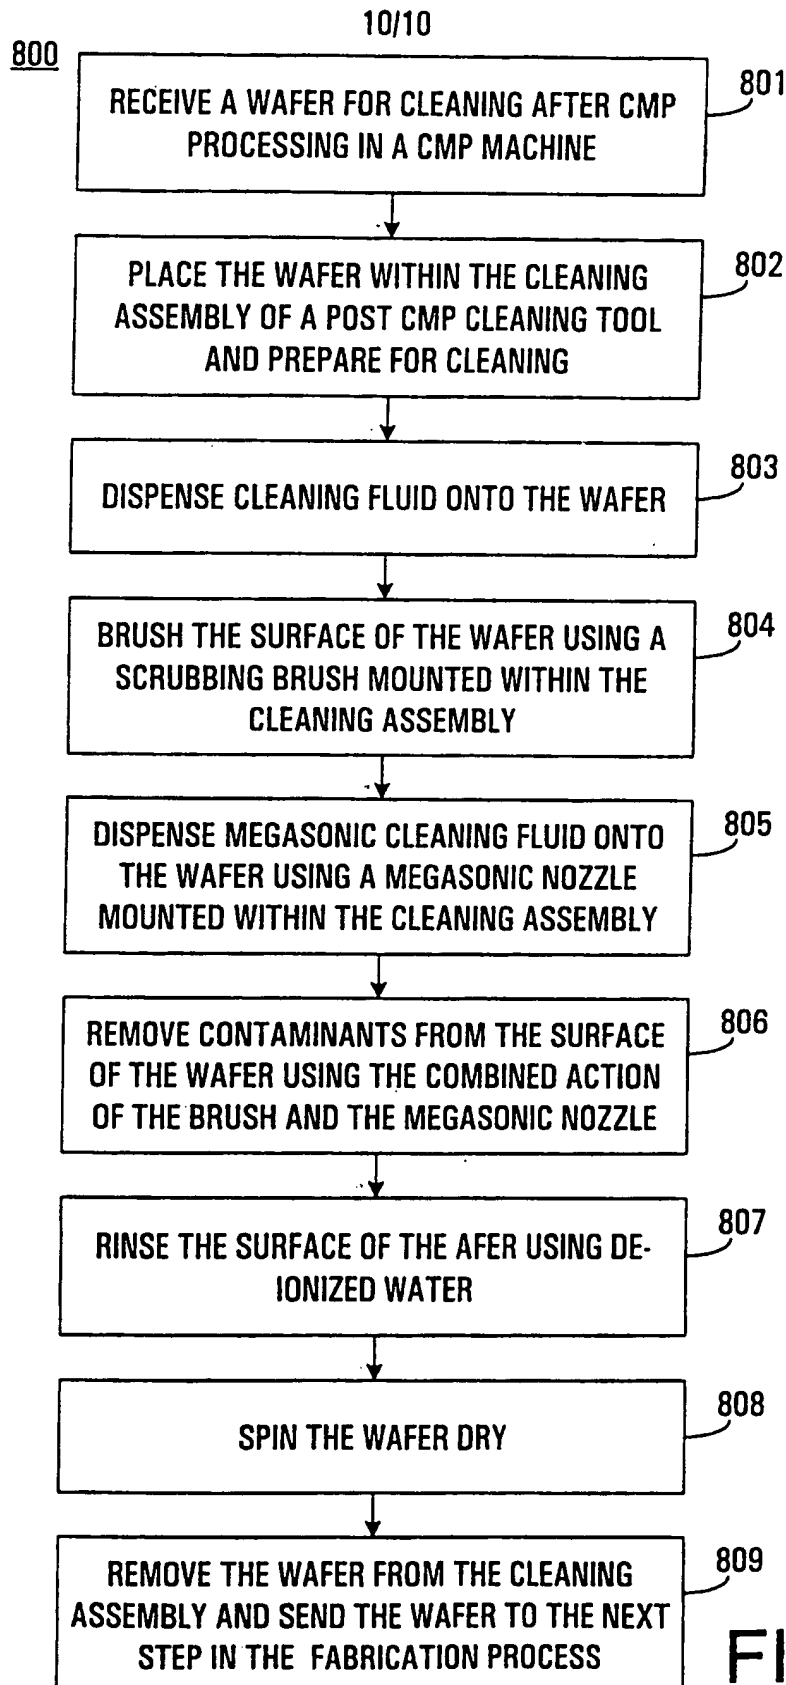 10/10
800
RECEIVE A WAFER FOR CLEANING AFTER CMP
PROCESSING IN A CMP MACHINE
801
PLACE THE WAFER WITHIN THE CLEANING
ASSEMBLY OF A POST CMP CLEANING TOOL
AND PREPARE FOR CLEANING
802
DISPENSE CLEANING FLUID ONTO THE WAFER
803
BRUSH THE SURFACE OF THE WAFER USING A
SCRUBBING BRUSH MOUNTED WITHIN THE
CLEANING ASSEMBLY
804
DISPENSE MEGASONIC CLEANING FLUID ONTO
THE WAFER USING A MEGASONIC NOZZLE
MOUNTED WITHIN THE CLEANING ASSEMBLY
805
REMOVE CONTAMINANTS FROM THE SURFACE
OF THE WAFER USING THE COMBINED ACTION
OF THE BRUSH AND THE MEGASONIC NOZZLE
806
RINSE THE SURFACE OF THE AFER USING DE-
IONIZED WATER
807
SPIN THE WAFER DRY
808
REMOVE THE WAFER FROM THE CLEANING
ASSEMBLY AND SEND THE WAFER TO THE NEXT
STEP IN THE FABRICATION PROCESS
809
FI